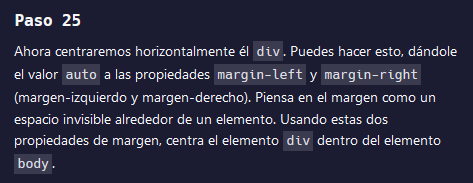 Paso 25
Ahora centraremos horizontalmente él div. Puedes hacer esto, dándole
el valor auto a las propiedades margin-left y margin-right
(margen-izquierdo y margen-derecho). Piensa en el margen como un
espacio invisible alrededor de un elemento. Usando estas dos
propiedades de margen, centra el elemento div dentro del elemento
body.